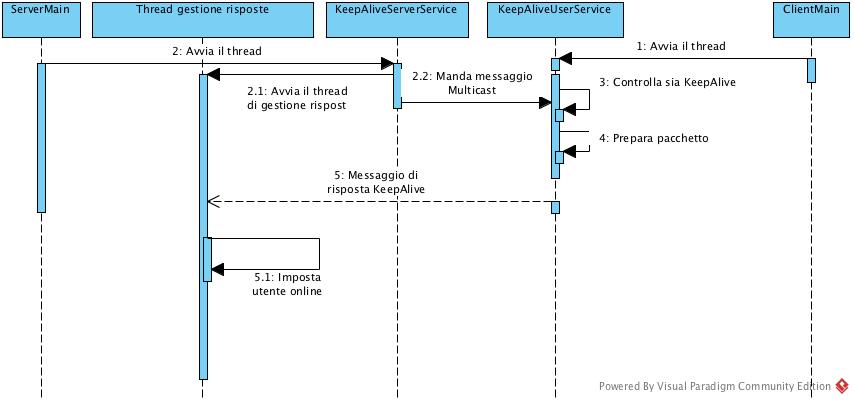 ServerMain
Thread gestione risposte
KeepAliveServerService
KeepAliveUserService
ClientMain
1: Avvia il thread
2: Avvia il thread
2.1: Avvia il thread
di gestione rispost
2.2: Manda messaggio
Multicast
3: Controlla sia KeepAlive
4: Prepara pacchetto
5: Messaggio di
risposta KeepAlive
5.1: Imposta
utente online
Powered By Visual Paradigm Community Edition